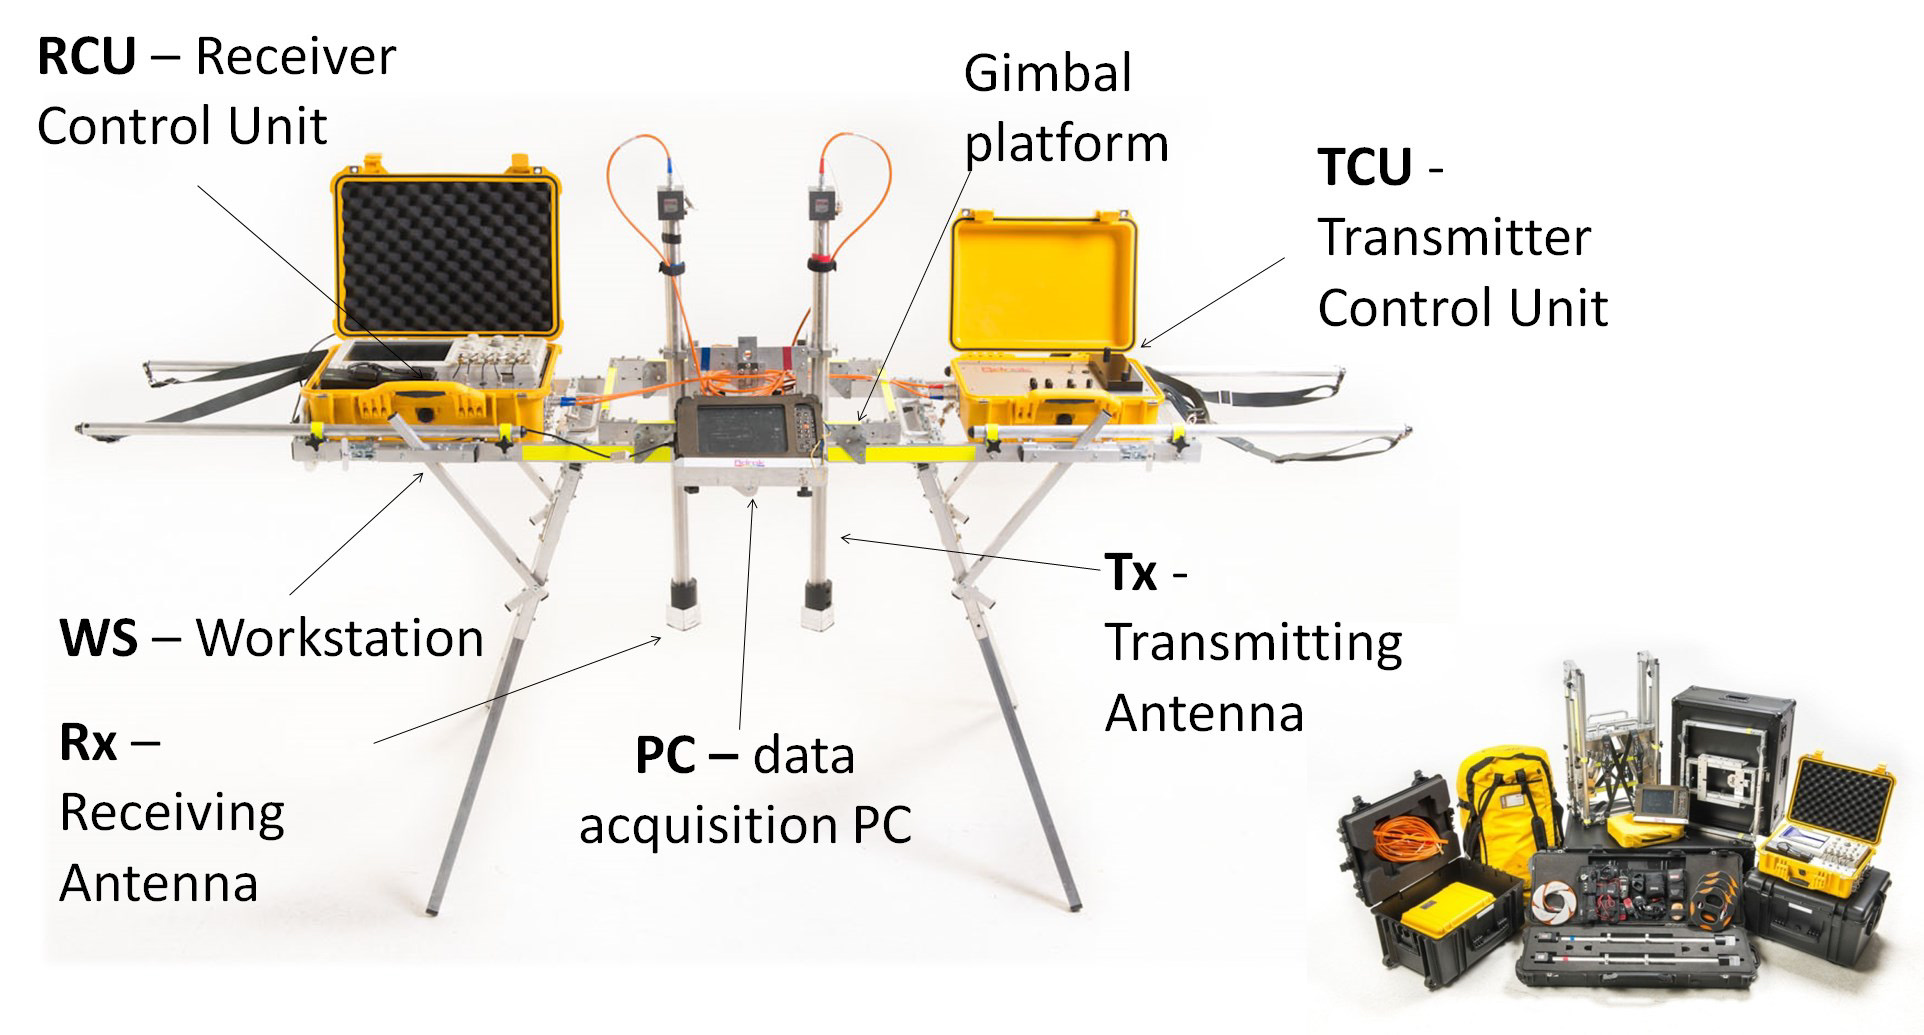 RCU – Receiver
Control Unit
Gimbal
platform
TCU -
Transmitter
Control Unit
WS – Workstation
Rx –
Receiving
Antenna
PC – data
acquisition PC
Tx -
Transmitting
Antenna